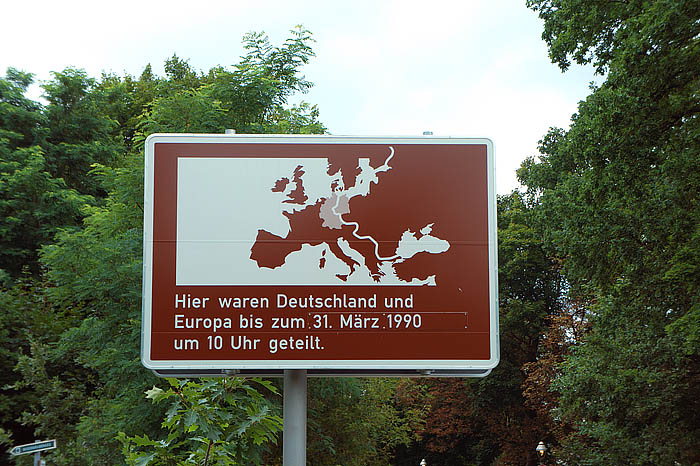 Hier waren Deutschland und
Europa bis zum 31. März 1990
um 10 Uhr geteilt.